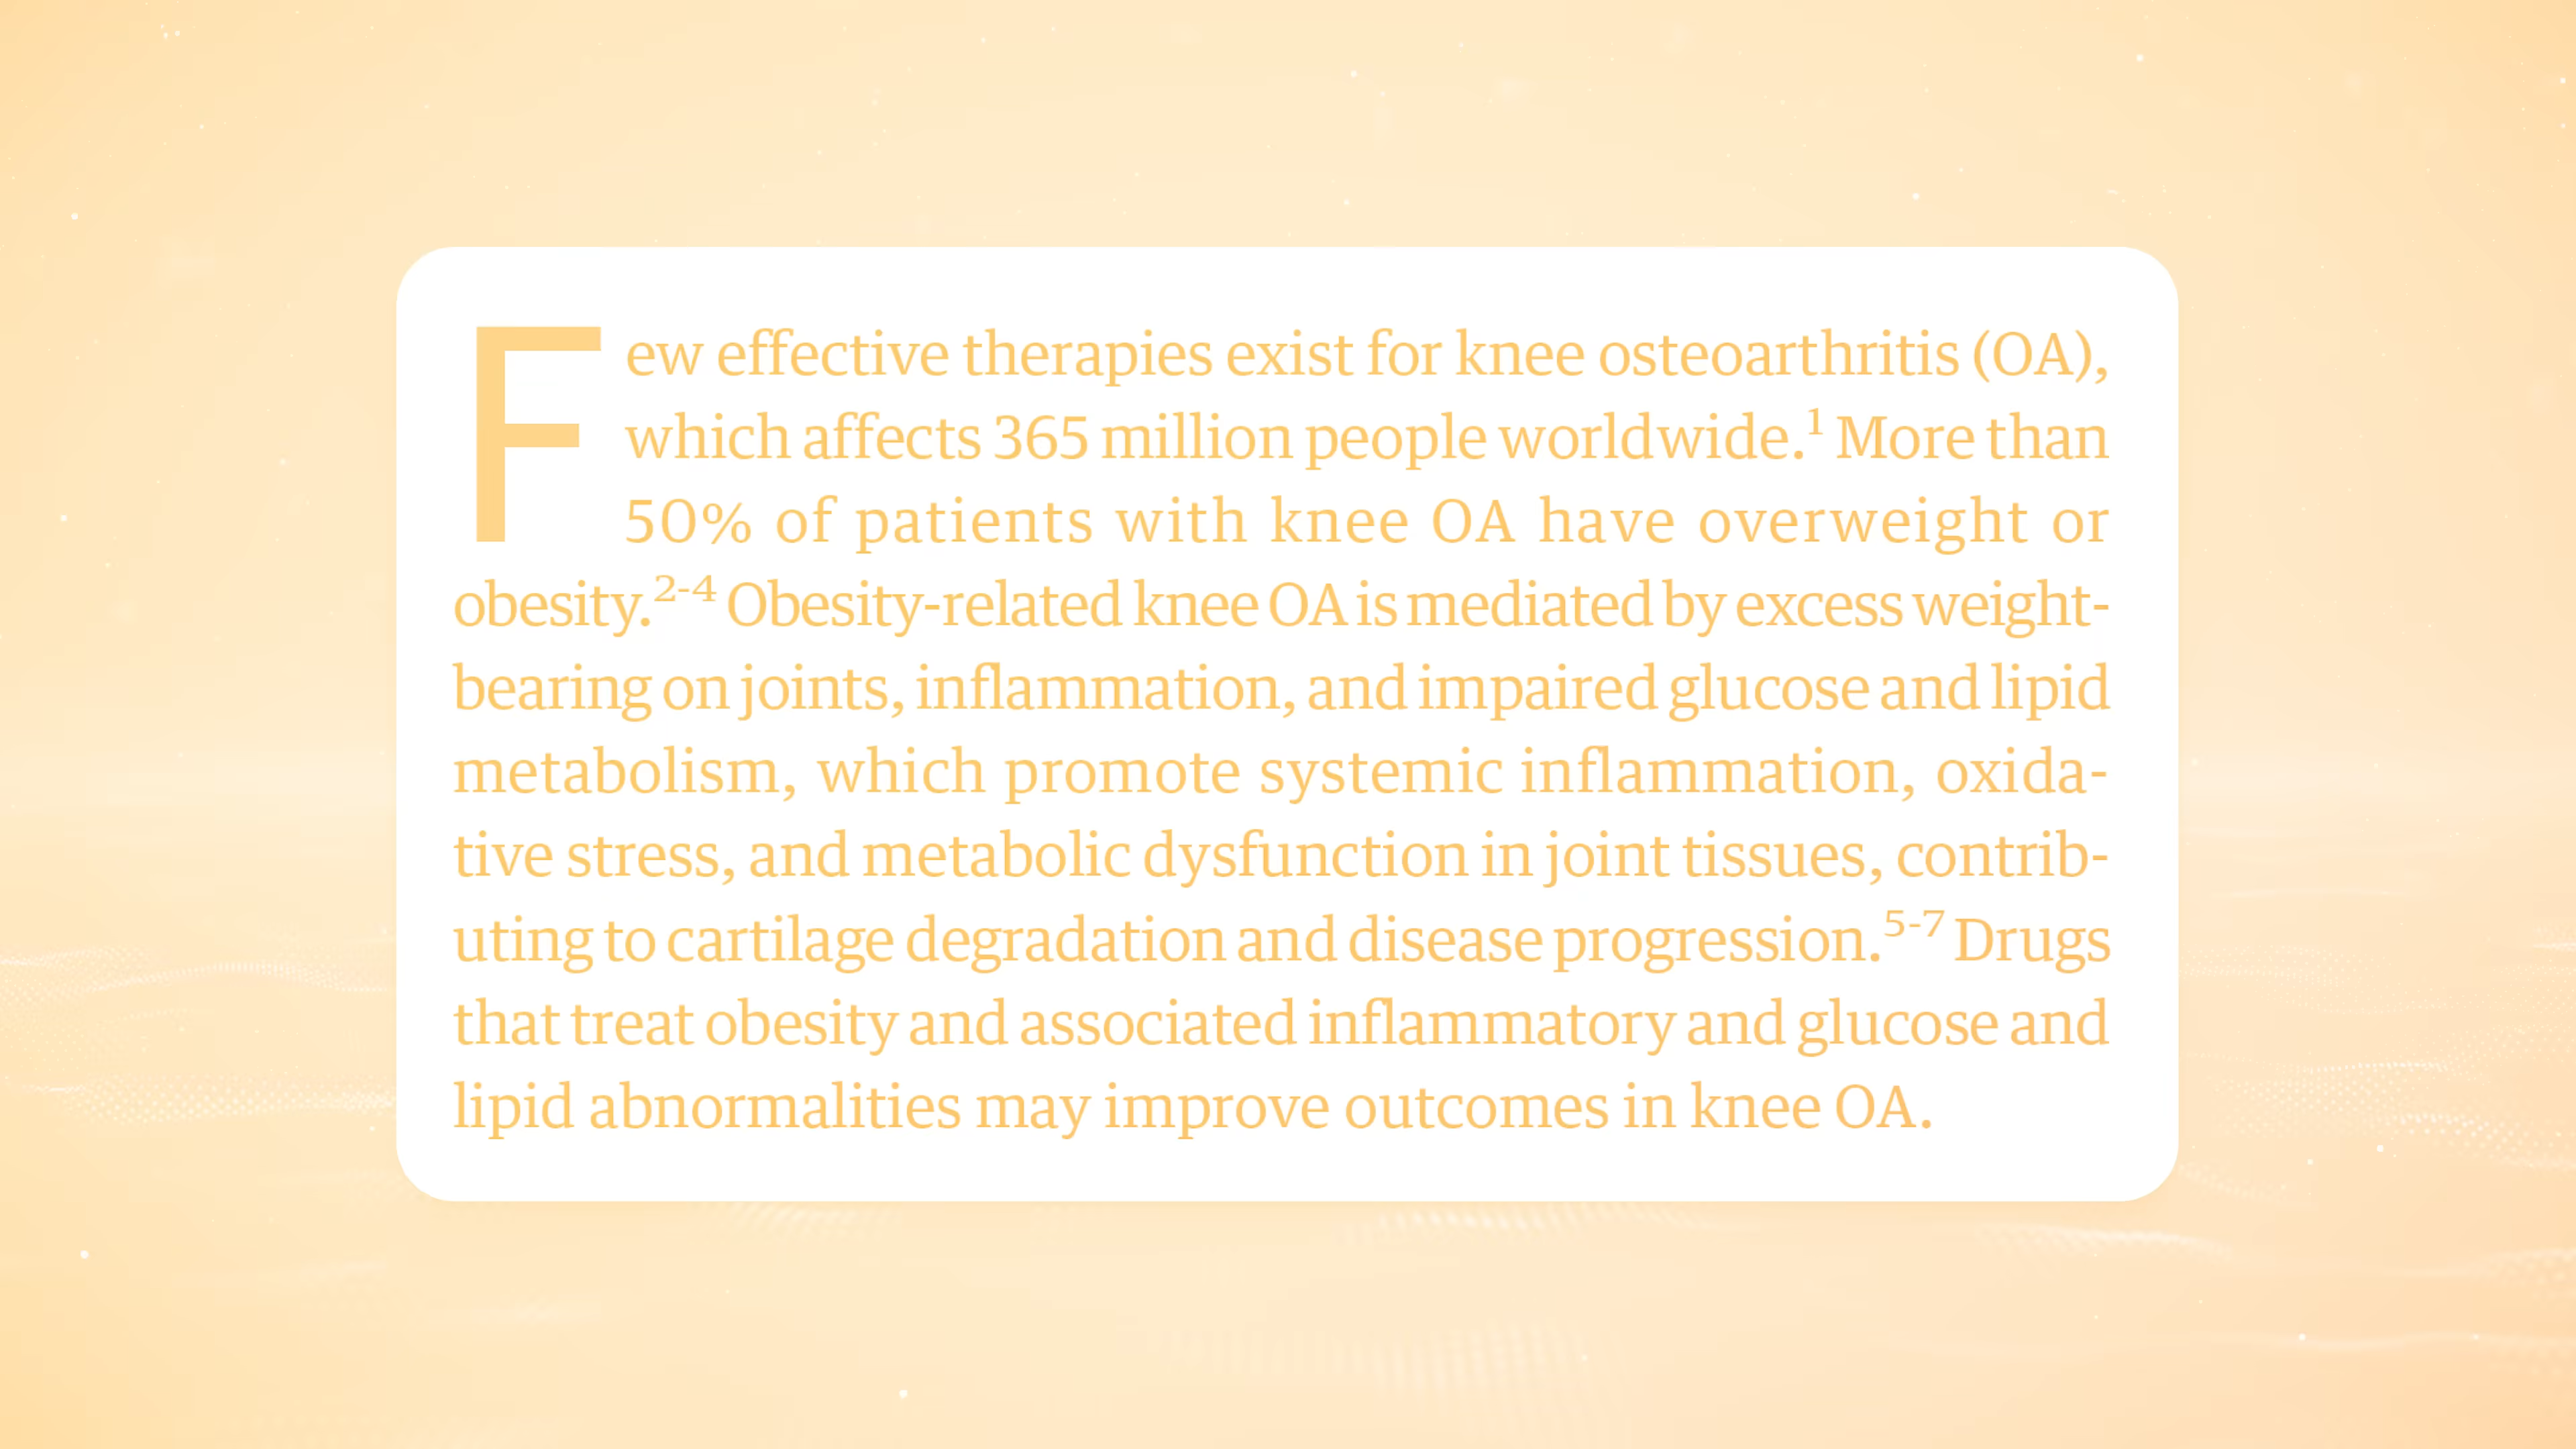 Few effective therapies exist for knee osteoarthritis (OA),
which affects 365 million people worldwide.¹ More than
50% of patients with knee OA have overweight or
obesity.²⁻⁴ Obesity-related knee OA is mediated by excess weight-
bearing on joints, inflammation, and impaired glucose and lipid
metabolism, which promote systemic inflammation, oxida-
tive stress, and metabolic dysfunction in joint tissues, contrib-
uting to cartilage degradation and disease progression.⁵⁻⁷ Drugs
that treat obesity and associated inflammatory and glucose and
lipid abnormalities may improve outcomes in knee OA.